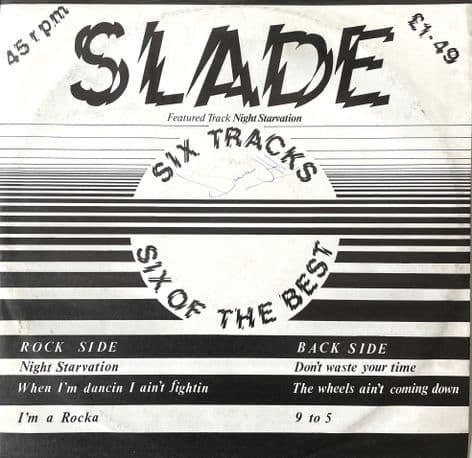 45 r.p.m
£1·49
SLADE
Featured Track Night Starvation
SIX TRACKS
SIX OF THE BEST
ROCK SIDE
Night Starvation
When I'm dancin I ain't fightin
I'm a Rocka
BACK SIDE
Don't waste your time
The wheels ain't coming down
9 to 5